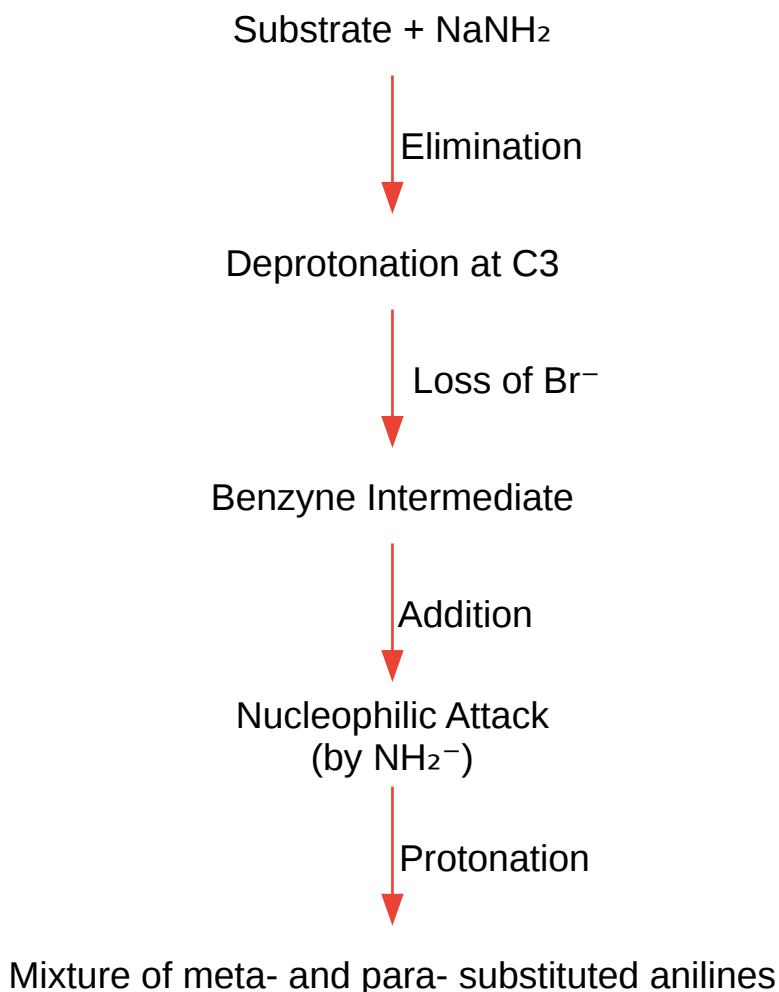 Substrate + NaNH₂
Elimination
Deprotonation at C3
Loss of Br⁻
Benzyne Intermediate
Addition
Nucleophilic Attack
(by NH₂⁻)
Protonation
Mixture of meta- and para- substituted anilines